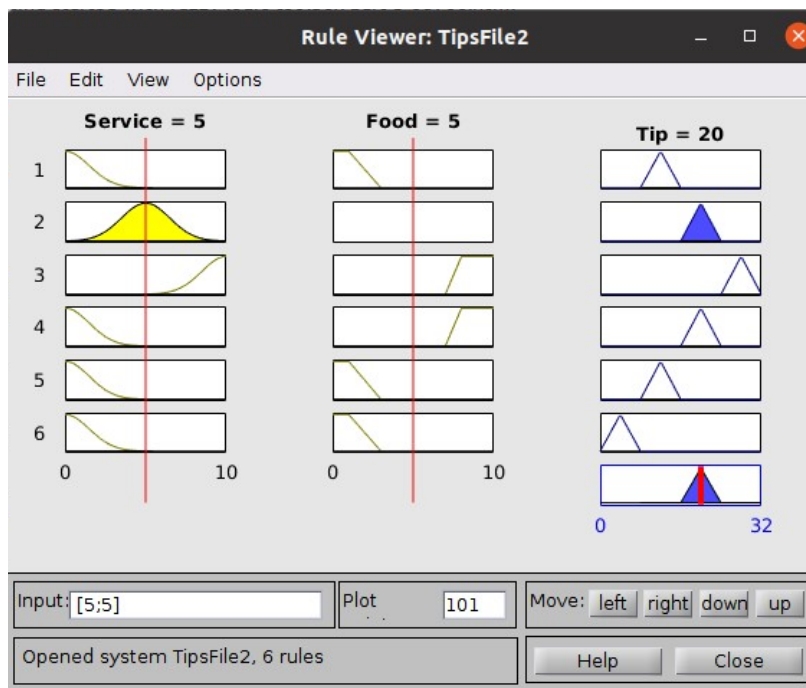 Rule Viewer: TipsFile2
File Edit View Options
Service = 5
Food = 5
Tip = 20
1
2
3
4
5
6
0 10
0 10
0 32
Input: [5;5]
Plot
101
Move: left right down up
Opened system TipsFile2, 6 rules
Help Close